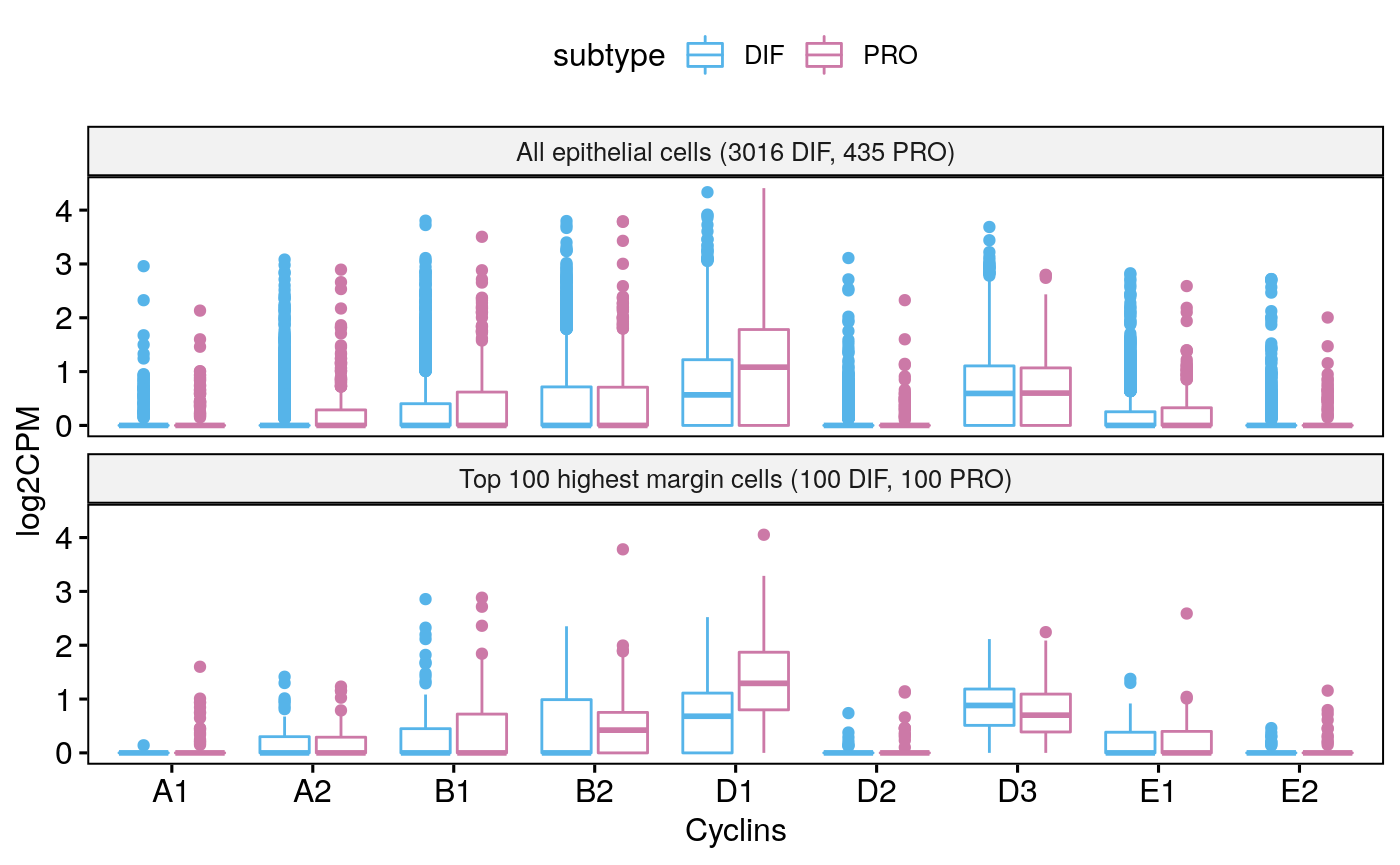 subtype DIF PRO
All epithelial cells (3016 DIF, 435 PRO)
4
3
2
1
0
log2CPM
Top 100 highest margin cells (100 DIF, 100 PRO)
4
3
2
1
0
A1 A2 B1 B2 D1 D2 D3 E1 E2
Cyclins